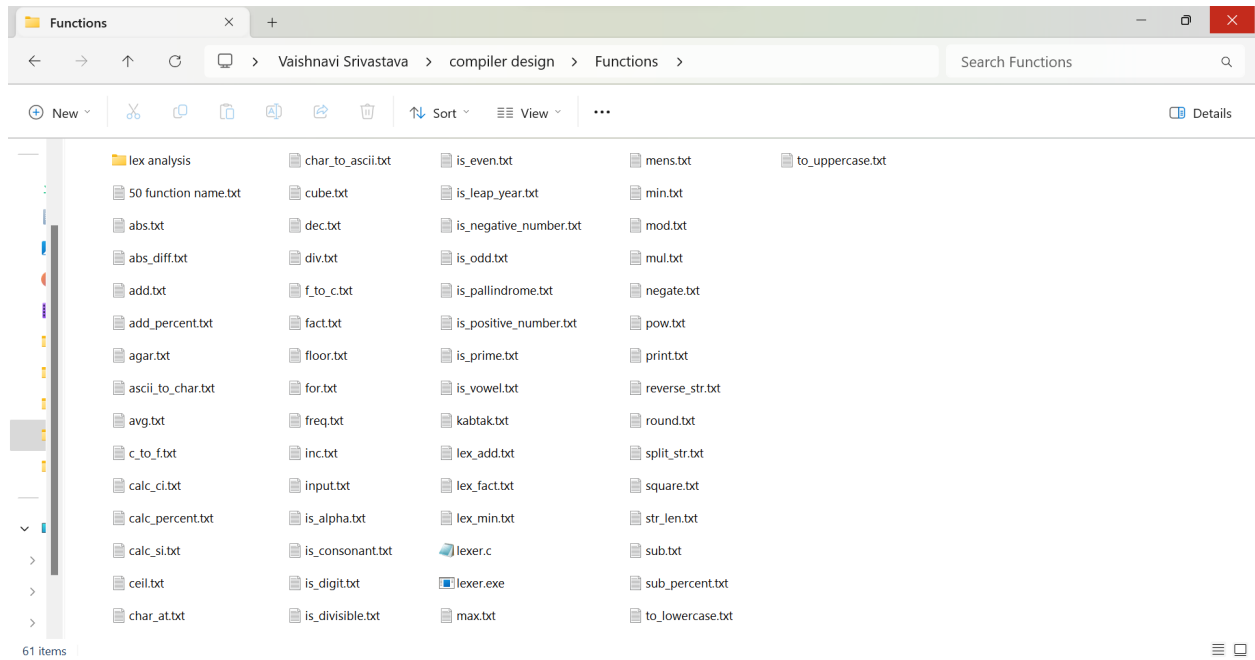 Functions
Vaishnavi Srivastava > compiler design > Functions >
Search Functions
New
Sort
View
Details
lex analysis
50 function name.txt
abs.txt
abs_diff.txt
add.txt
add_percent.txt
agar.txt
ascii_to_char.txt
avg.txt
c_to_f.txt
calc_ci.txt
calc_percent.txt
calc_si.txt
ceil.txt
char_at.txt
char_to_ascii.txt
cube.txt
dec.txt
div.txt
f_to_c.txt
fact.txt
floor.txt
for.txt
freq.txt
inc.txt
input.txt
is_alpha.txt
is_consonant.txt
is_digit.txt
is_divisible.txt
is_even.txt
is_leap_year.txt
is_negative_number.txt
is_odd.txt
is_pallindrome.txt
is_positive_number.txt
is_prime.txt
is_vowel.txt
kabtak.txt
lex_add.txt
lex_fact.txt
lex_min.txt
lexer.c
lexer.exe
max.txt
mens.txt
min.txt
mod.txt
mul.txt
negate.txt
pow.txt
print.txt
reverse_str.txt
round.txt
split_str.txt
square.txt
str_len.txt
sub.txt
sub_percent.txt
to_lowercase.txt
to_uppercase.txt
61 items